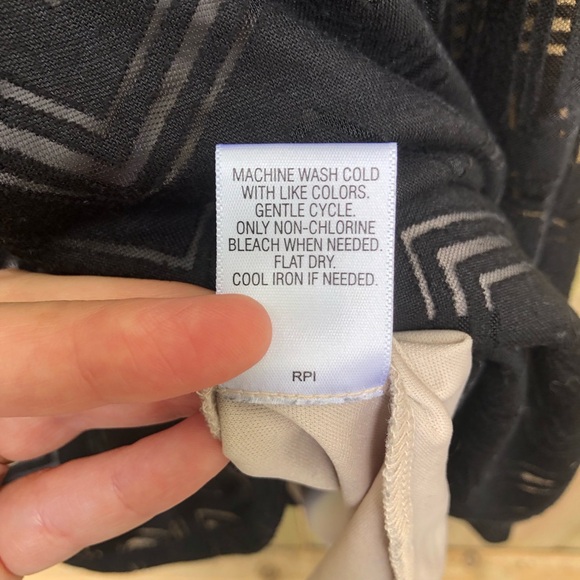 MACHINE WASH COLD
WITH LIKE COLORS.
GENTLE CYCLE.
ONLY NON-CHLORINE
BLEACH WHEN NEEDED.
FLAT DRY.
COOL IRON IF NEEDED.
RPI